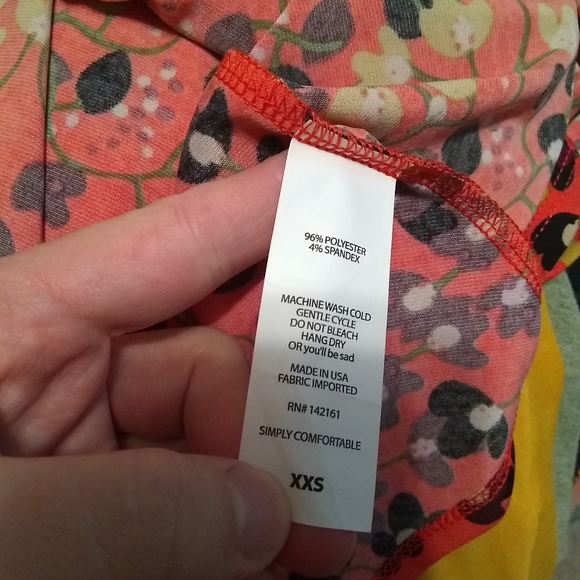 96% POLYESTER
4% SPANDEX
MACHINE WASH COLD
GENTLE CYCLE
DO NOT BLEACH
HANG DRY
OR you'll be sad
MADE IN USA
FABRIC IMPORTED
RN# 142161
SIMPLY COMFORTABLE
XXS